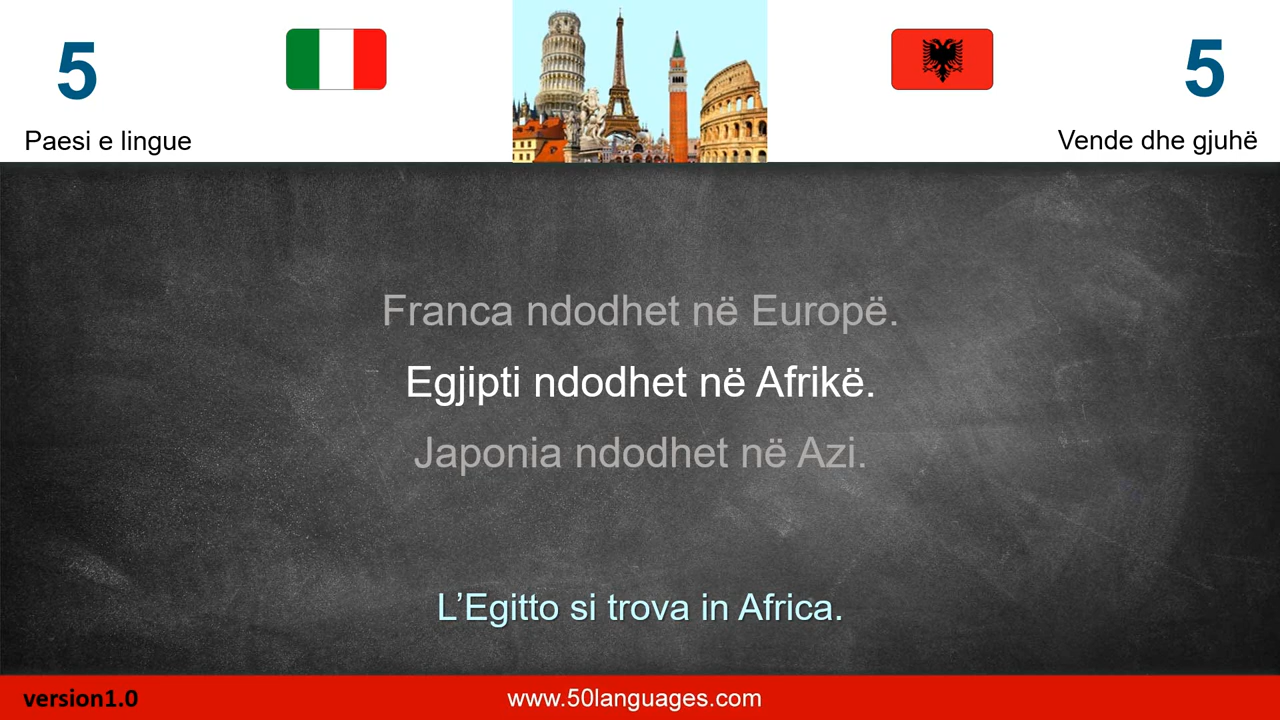 5
5
Paesi e lingue
Vende dhe gjuhë
Franca ndodhet në Europë.
Egjipti ndodhet në Afrikë.
Japonia ndodhet në Azi.
L’Egitto si trova in Africa.
version1.0
www.50languages.com